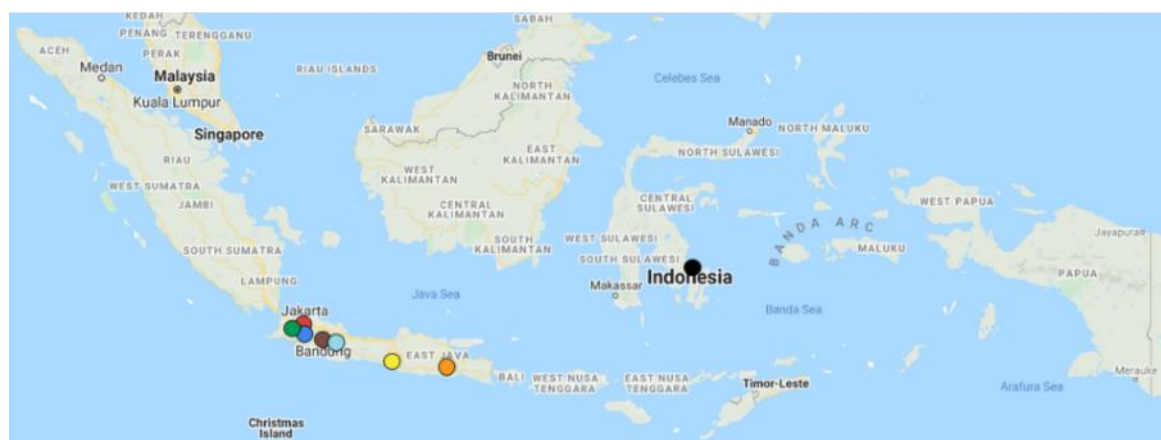 KEDAH
SABAH
PENANG
TERENGGANU
ACEH
PERAK
Brunei
Medan
Malaysia
RIAU ISLANDS
Celebes Sea
Kuala Lumpur
NORTH
KALIMANTAN
Singapore
SARAWAK
Manado
NORTH MALUKU
RIAU
EAST
KALIMANTAN
NORTH SULAWESI
WEST
KALIMANTAN
WEST SUMATRA
JAMBI
CENTRAL
SULAWESI
WEST PAPUA
CENTRAL
KALIMANTAN
BANDA ARC
Jayapura
SOUTH SUMATRA
SOUTH
KALIMANTAN
WEST SULAWESI
MALUKU
SOUTH SULAWESI
PAPUA
LAMPUNG
Indonesia
Makassar
Java Sea
Banda Sea
Jakarta
Bandung
EAST JAVA
BALI
WEST NUSA
TENGGARA
EAST NUSA
TENGGARA
Timor-Leste
Merauke
Arafura Sea
Christmas
Island